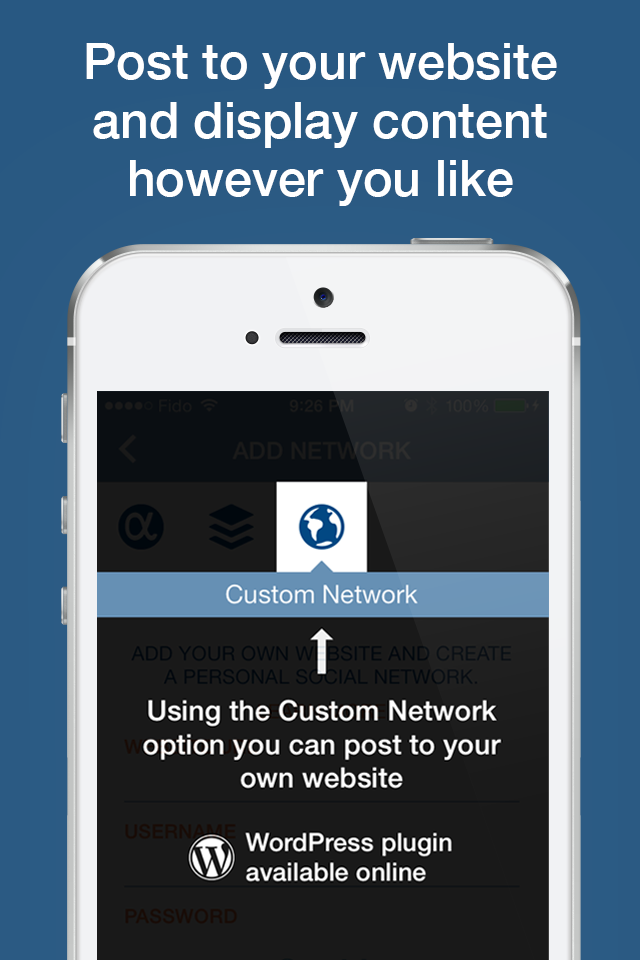 Post to your website
and display content
however you like
Fido 9:26 PM 100%
ADD NETWORK
Custom Network
ADD YOUR OWN WEBSITE AND CREATE
A PERSONAL SOCIAL NETWORK.
Using the Custom Network
option you can post to your
own website
USERNAME
WordPress plugin
available online
PASSWORD